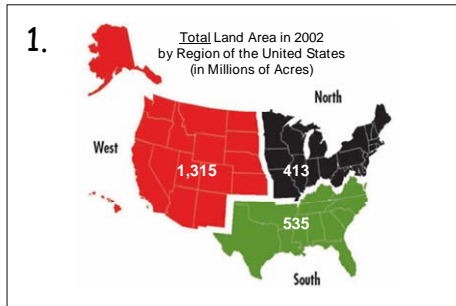 1.
Total Land Area in 2002
by Region of the United States
(in Millions of Acres)
North
West
1,315
413
535
South